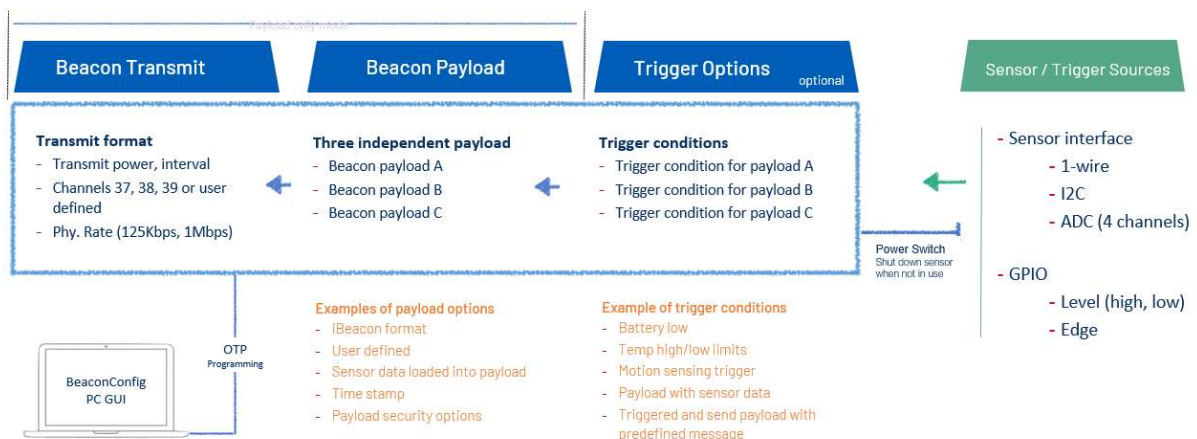 Payload only mode
Beacon Transmit
Beacon Payload
Trigger Options
optional
Sensor / Trigger Sources
Transmit format
- Transmit power, interval
- Channels 37, 38, 39 or user
defined
- Phy. Rate (125Kbps, 1Mbps)
Three independent payload
- Beacon payload A
- Beacon payload B
- Beacon payload C
Trigger conditions
- Trigger condition for payload A
- Trigger condition for payload B
- Trigger condition for payload C
- Sensor interface
- 1-wire
- I2C
- ADC (4 channels)
- GPIO
- Level (high, low)
- Edge
Power Switch
Shut down sensor
when not in use
OTP
Programming
BeaconConfig
PC GUI
Examples of payload options
- iBeacon format
- User defined
- Sensor data loaded into payload
- Time stamp
- Payload security options
Example of trigger conditions
- Battery low
- Temp high/low limits
- Motion sensing trigger
- Payload with sensor data
- Triggered and send payload with
predefined message